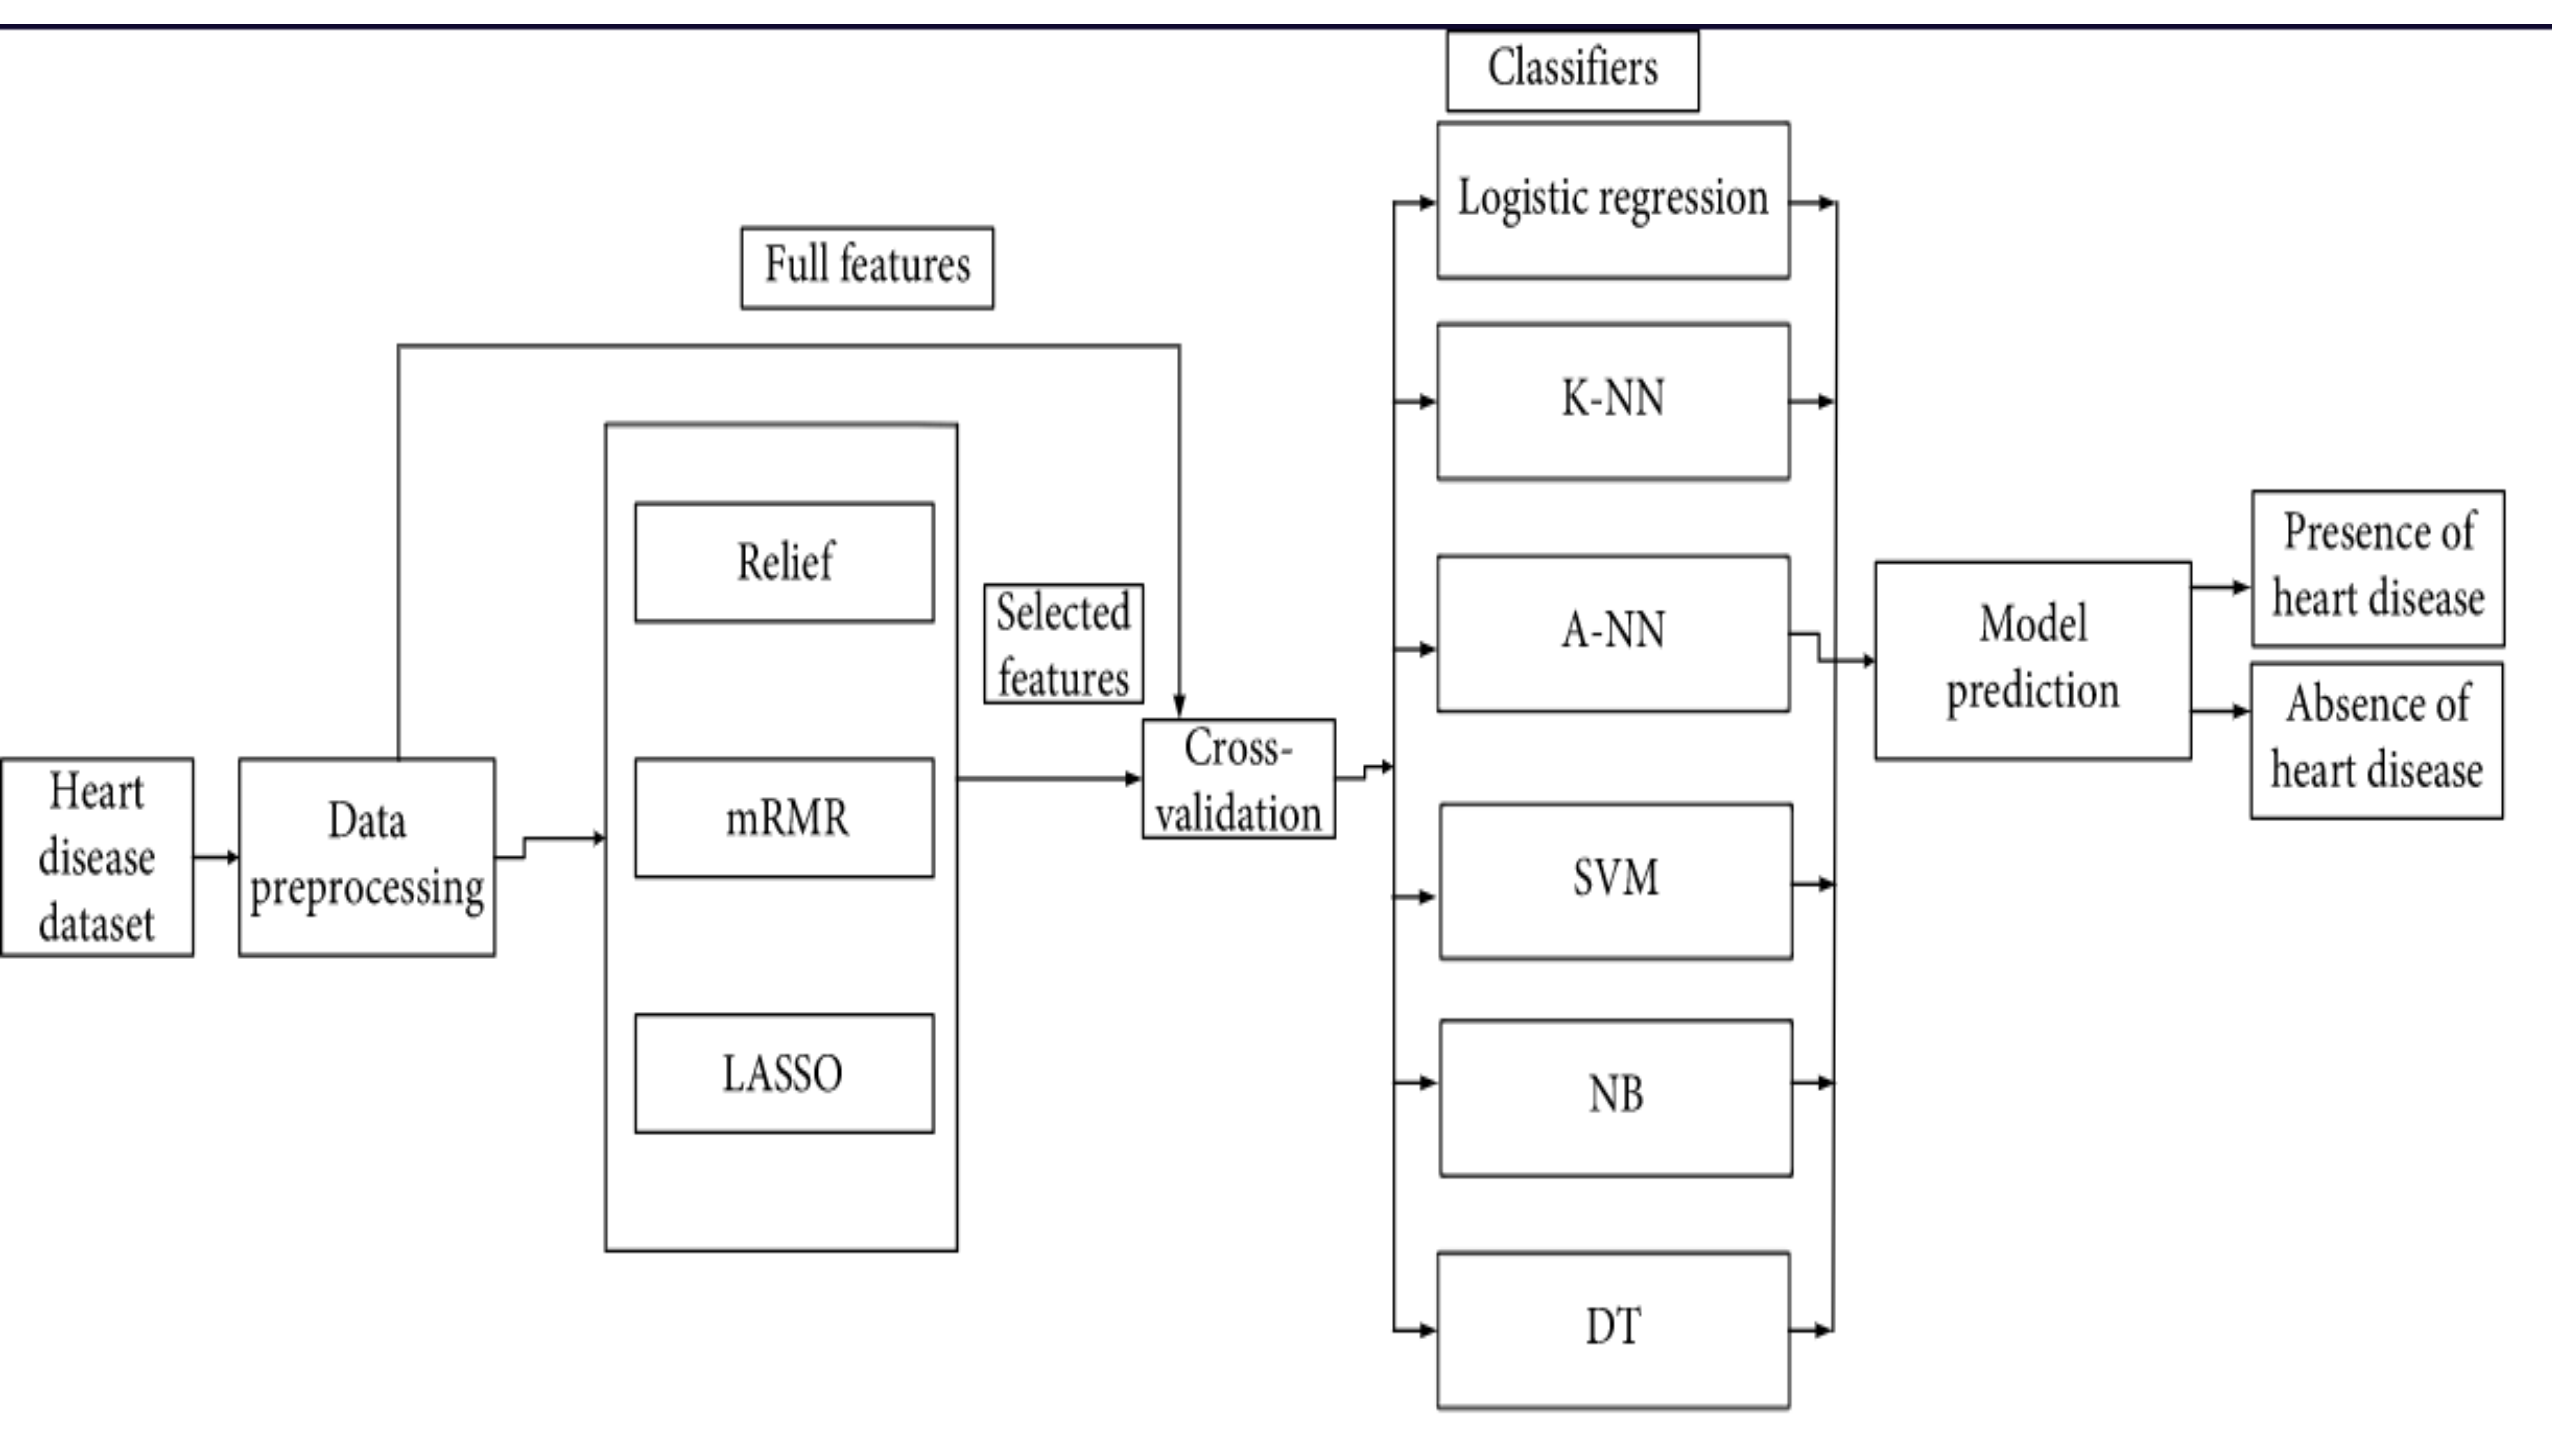 Classifiers
Logistic regression
Full features
K-NN
Relief
Selected
features
A-NN
Presence of
heart disease
Model
prediction
Absence of
heart disease
Cross-
validation
Heart
disease
dataset
Data
preprocessing
mRMR
SVM
LASSO
NB
DT